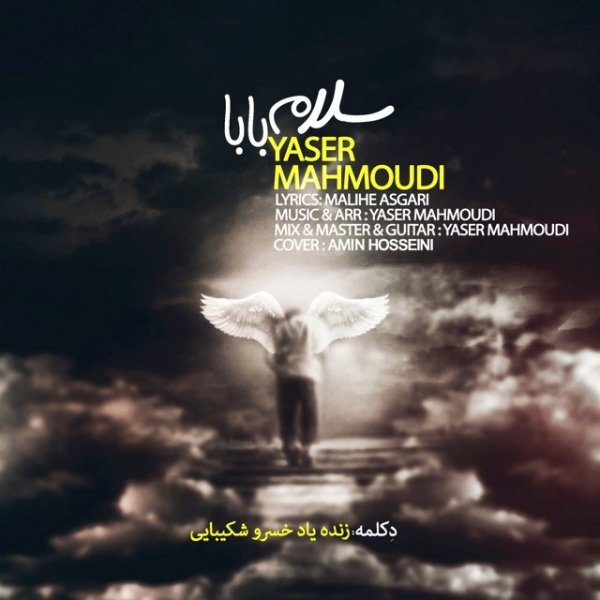 سلام بابا
YASER
MAHMOUDI
LYRICS: MALIHE ASGARI
MUSIC & ARR : YASER MAHMOUDI
MIX & MASTER & GUITAR : YASER MAHMOUDI
COVER : AMIN HOSSEINI
دِکلمه: زنده یاد خسرو شکیبایی